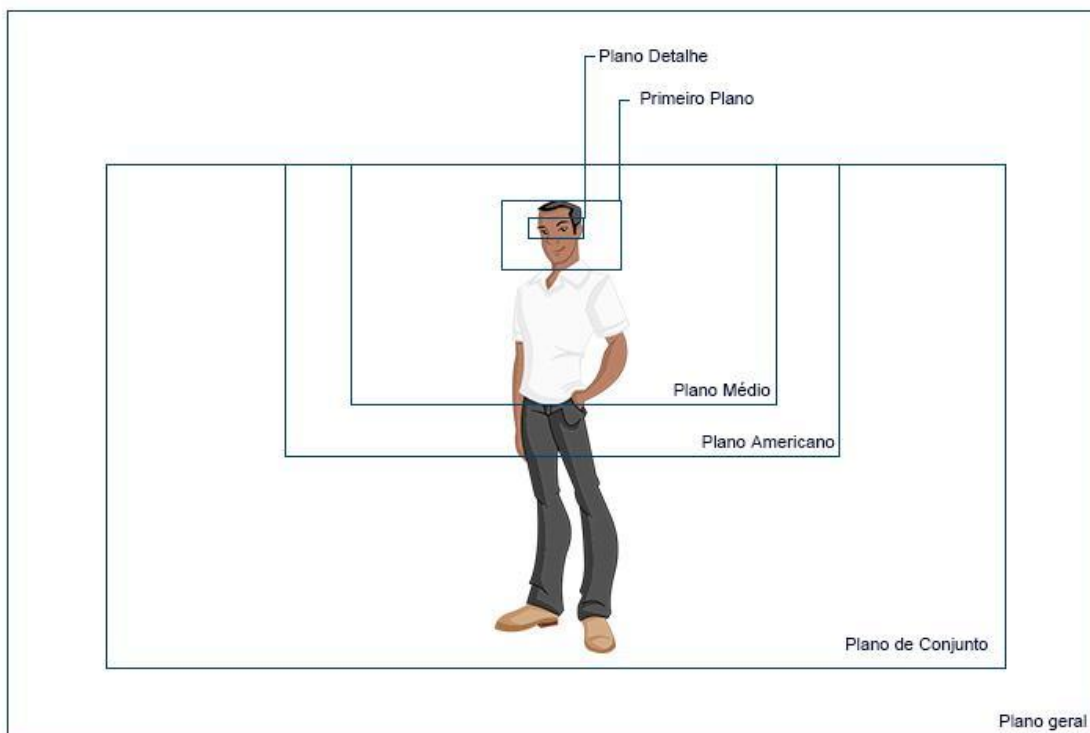 Plano Detalhe
Primeiro Plano
Plano Médio
Plano Americano
Plano de Conjunto
Plano geral